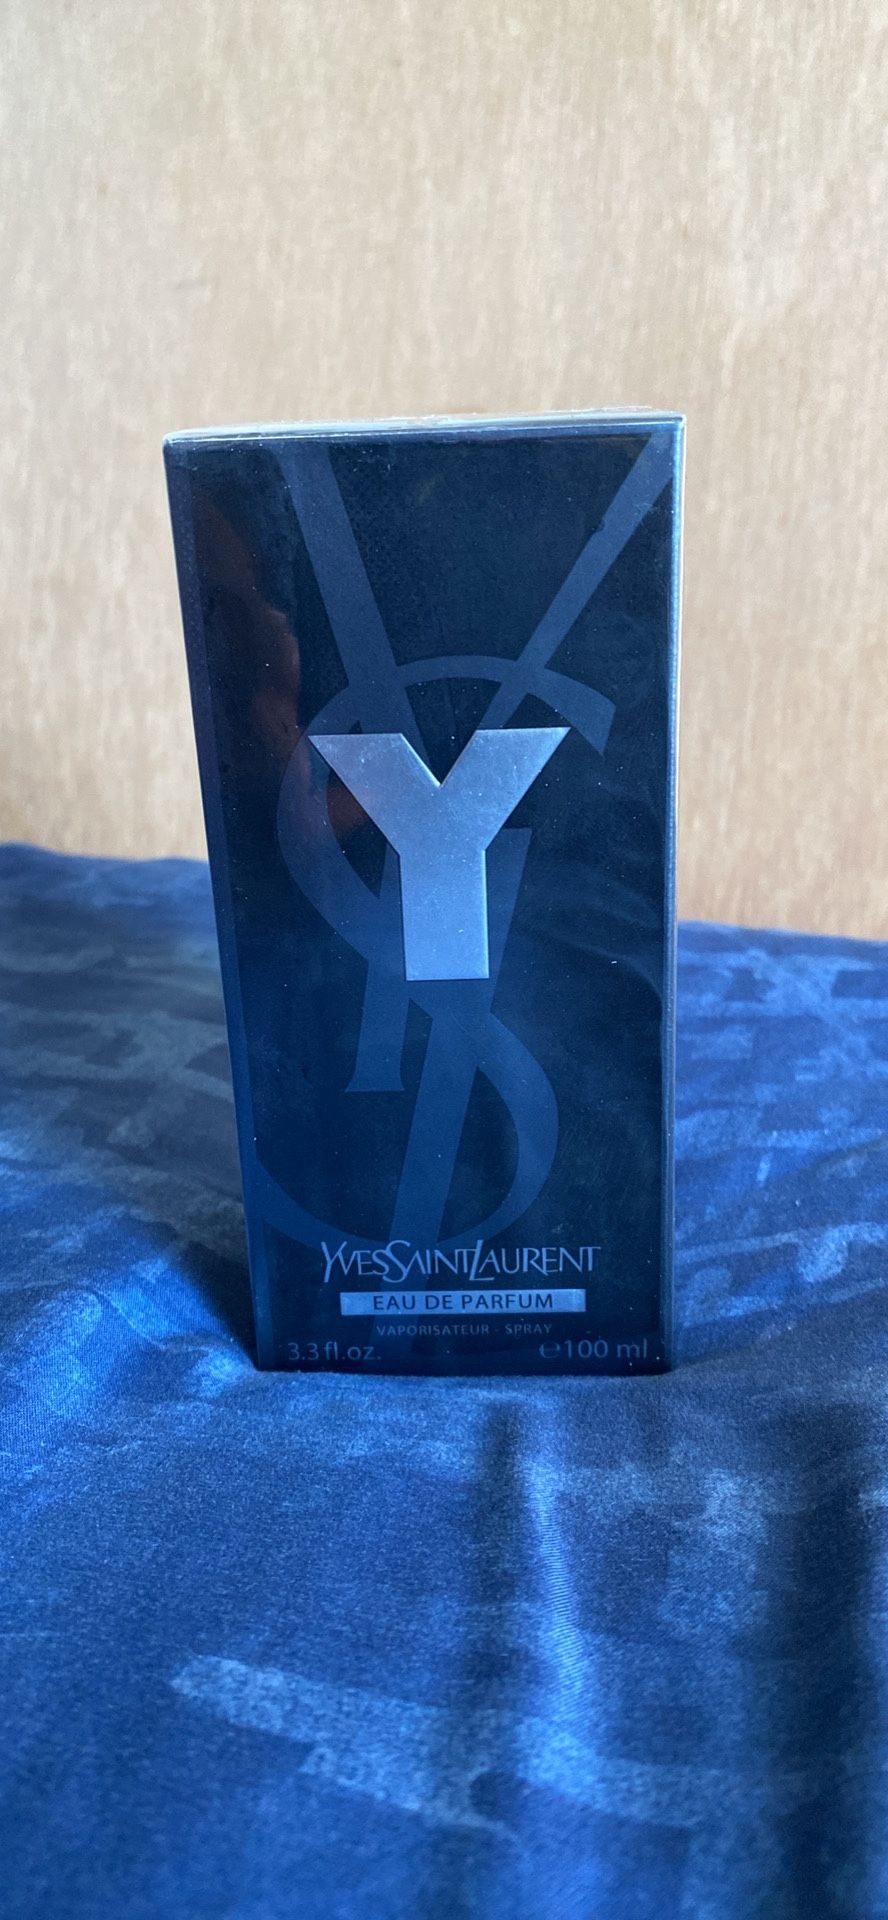 Y
YVESSAINTLAURENT
EAU DE PARFUM
VAPORISATEUR - SPRAY
3.3 fl.oz. ℮100 ml